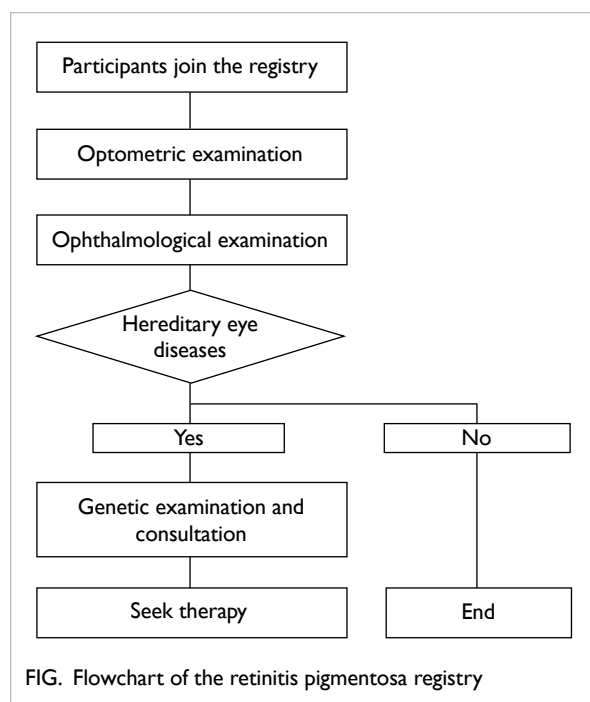 Participants join the registry
Optometric examination
Ophthalmological examination
Hereditary eye
diseases
Yes
No
Genetic examination and
consultation
Seek therapy
End
FIG. Flowchart of the retinitis pigmentosa registry